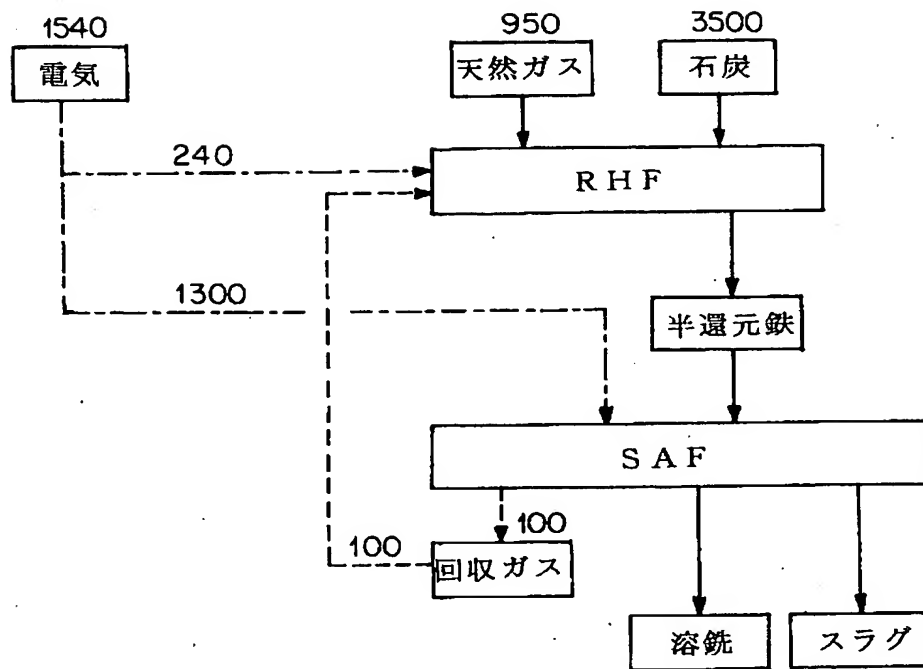 1540
電気
950
天然ガス
3500
石炭
240
RHF
1300
半還元鉄
SAF
100
100
回収ガス
溶銑
スラグ